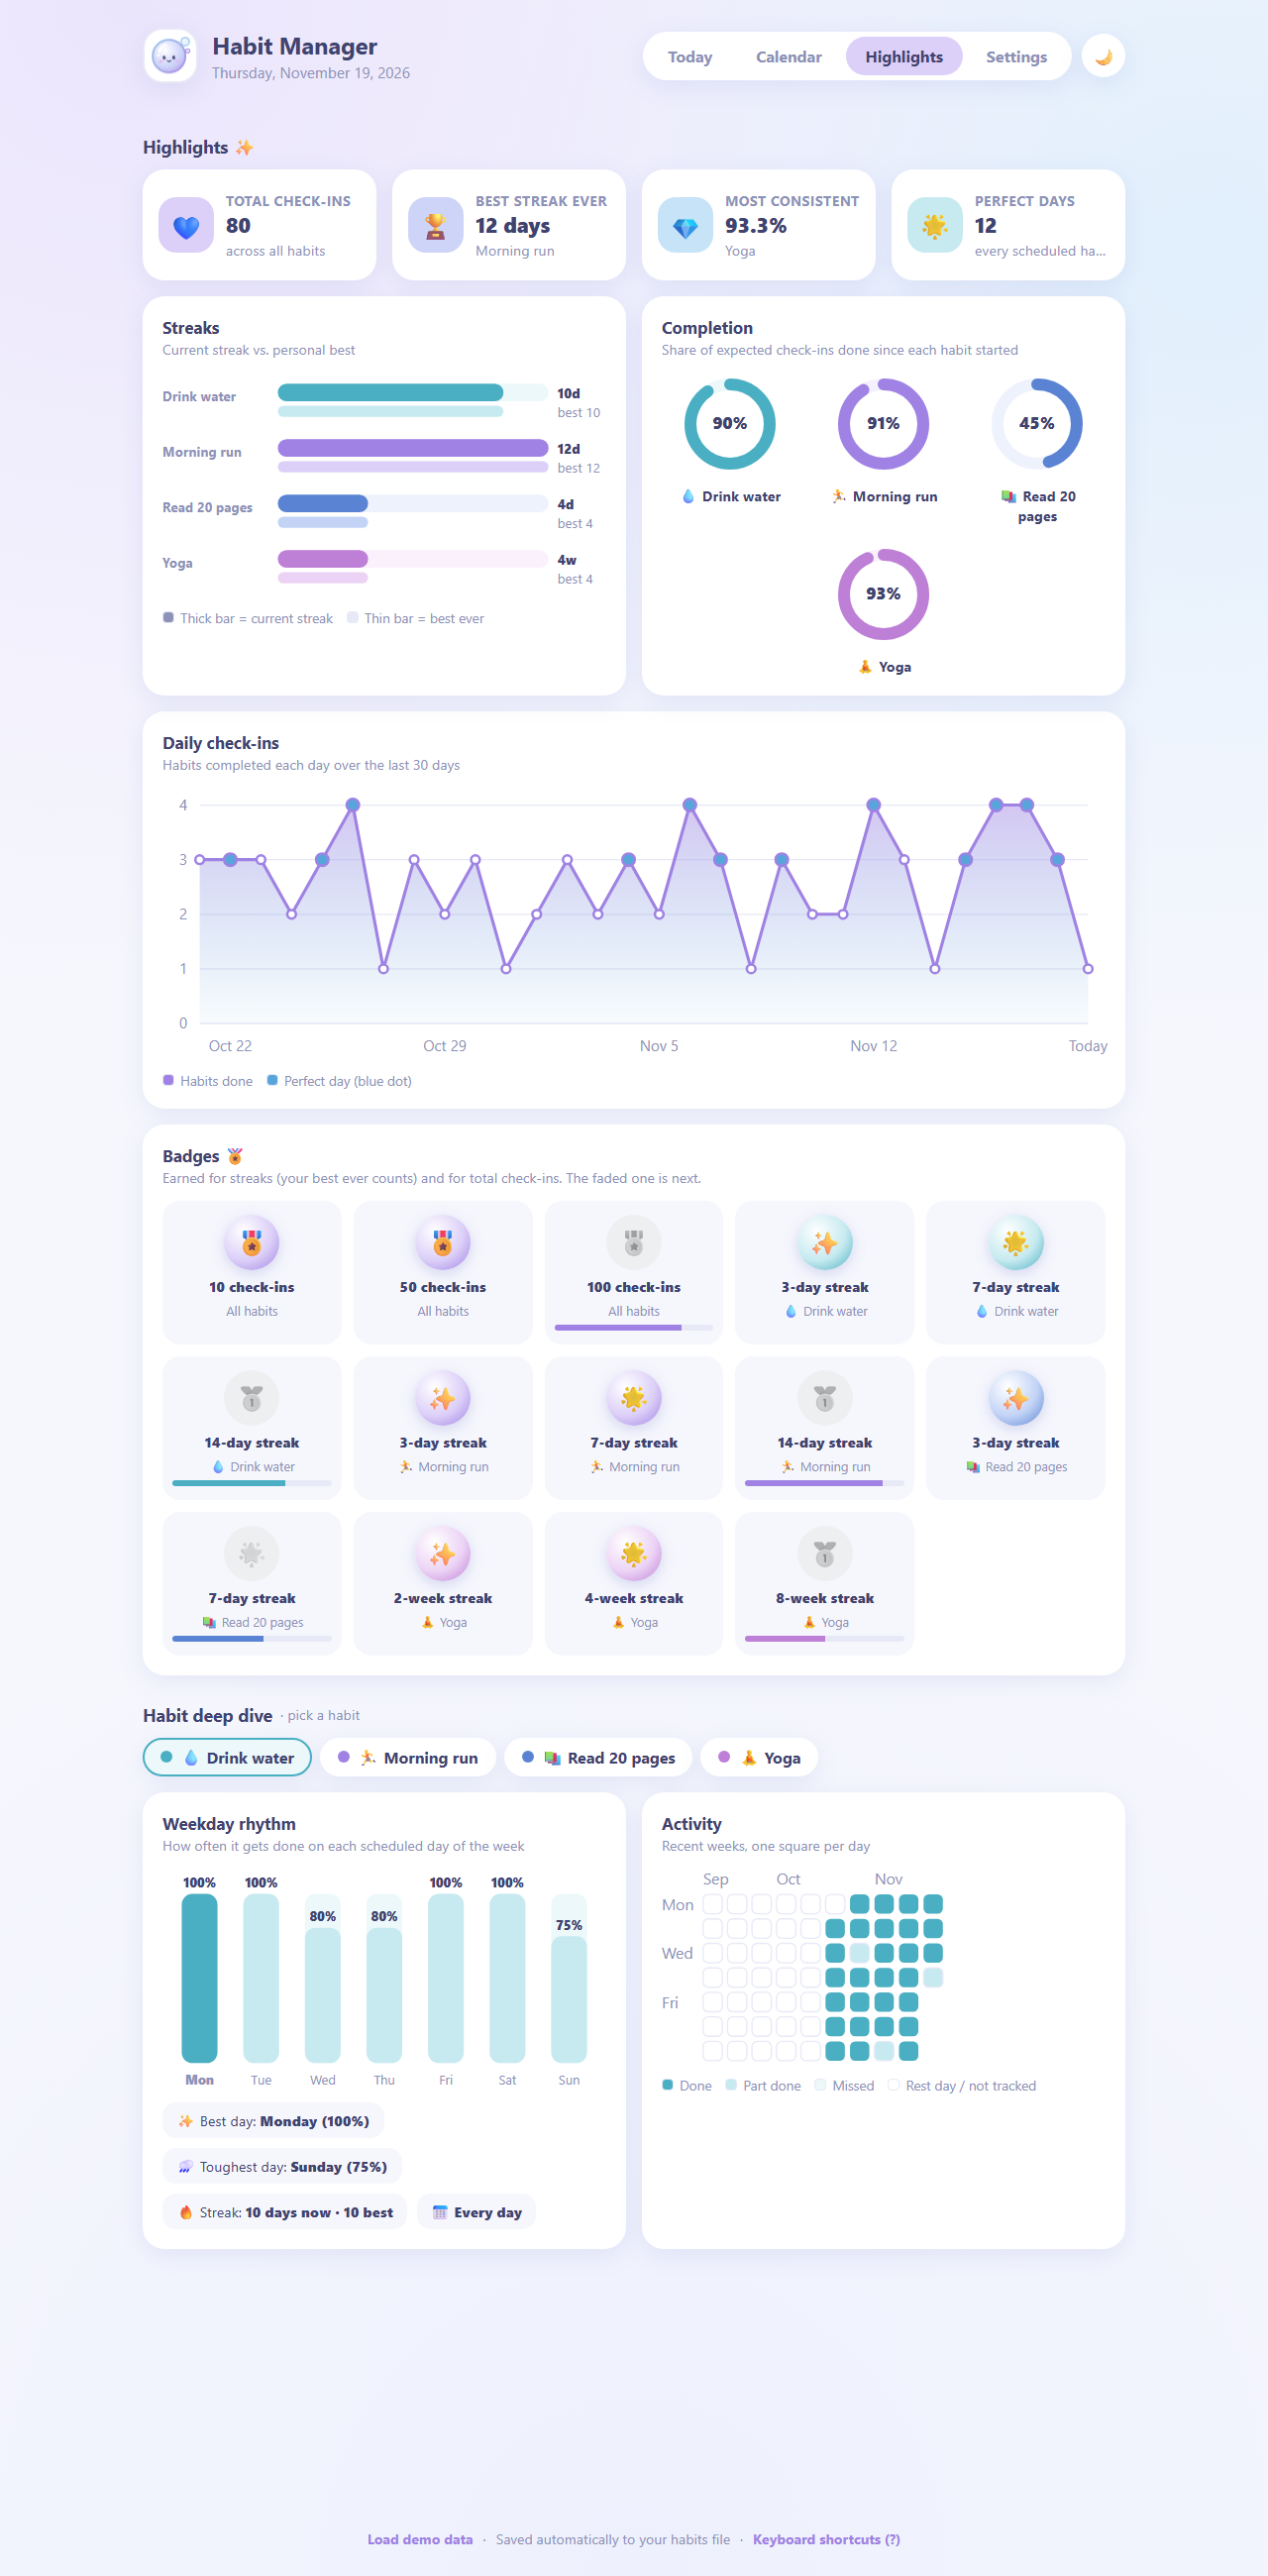 Habit Manager
Thursday, November 19, 2026
Today
Calendar
Highlights
Settings
Highlights
TOTAL CHECK-INS
80
across all habits
BEST STREAK EVER
12 days
Morning run
MOST CONSISTENT
93.3%
Yoga
PERFECT DAYS
12
every scheduled ha...
Streaks
Current streak vs. personal best
Drink water
10d
best 10
Morning run
12d
best 12
Read 20 pages
4d
best 4
Yoga
4w
best 4
Thick bar = current streak
Thin bar = best ever
Completion
Share of expected check-ins done since each habit started
90%
Drink water
91%
Morning run
45%
Read 20
pages
93%
Yoga
Daily check-ins
Habits completed each day over the last 30 days
4
3
2
1
0
Oct 22
Oct 29
Nov 5
Nov 12
Today
Habits done
Perfect day (blue dot)
Badges
Earned for streaks (your best ever counts) and for total check-ins. The faded one is next.
10 check-ins
All habits
50 check-ins
All habits
100 check-ins
All habits
3-day streak
Drink water
7-day streak
Drink water
1
14-day streak
Drink water
3-day streak
Morning run
7-day streak
Morning run
1
14-day streak
Morning run
3-day streak
Read 20 pages
7-day streak
Read 20 pages
2-week streak
Yoga
4-week streak
Yoga
1
8-week streak
Yoga
Habit deep dive · pick a habit
Drink water
Morning run
Read 20 pages
Yoga
Weekday rhythm
How often it gets done on each scheduled day of the week
100%
100%
80%
80%
100%
100%
75%
Mon
Tue
Wed
Thu
Fri
Sat
Sun
Best day: Monday (100%)
Toughest day: Sunday (75%)
Streak: 10 days now · 10 best
Every day
Activity
Recent weeks, one square per day
Sep
Oct
Nov
Mon
Wed
Fri
Done
Part done
Missed
Rest day / not tracked
Load demo data · Saved automatically to your habits file · Keyboard shortcuts (?)